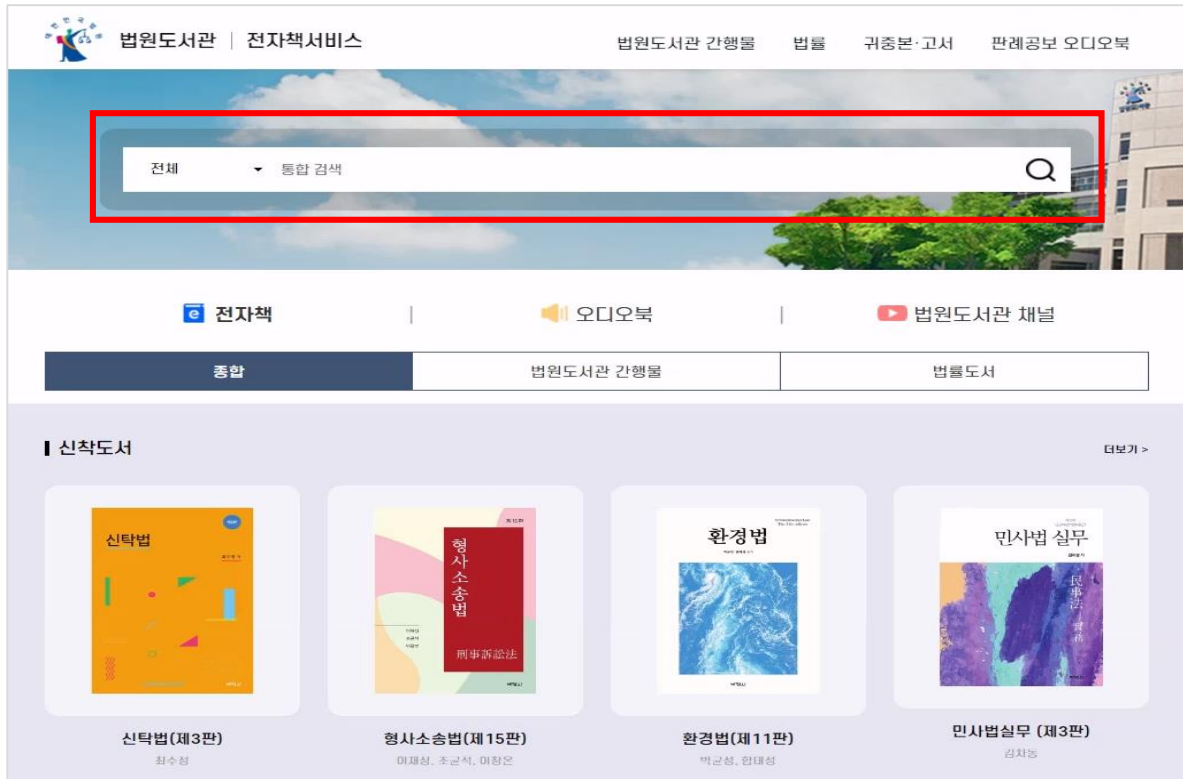 법원도서관 | 전자책서비스
법원도서관 간행물 법률 귀중본·고서 판례공보 오디오북
전체 통합 검색
전자책 | 오디오북 | 법원도서관 채널
종합 법원도서관 간행물 법률도서
신착도서 더보기 >
신탁법
제15판
형사소송법
刑事訴訟法
환경법
민사법 실무
民事法 實務
신탁법(제3판) 형사소송법(제15판) 환경법(제11판) 민사법실무 (제3판)
최수정 이재상, 조균석, 이창온 박균성, 함태성 김차동